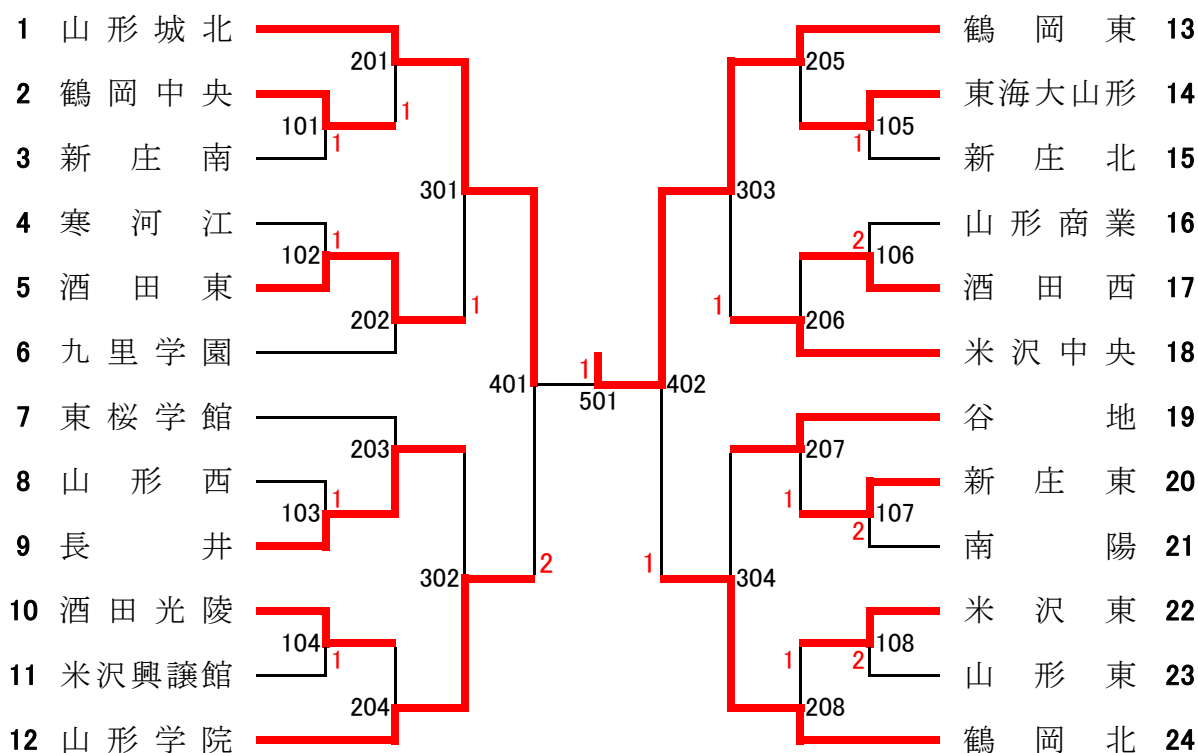 1 山形城北
鶴岡東 13
201
205
2 鶴岡中央
東海大山形 14
1
101
105
1
1
3 新庄南
新庄北 15
301
303
4 寒河江
山形商業 16
1
2
102
106
5 酒田東
酒田西 17
1
1
202
206
6 九里学園
米沢中央 18
1
401
402
501
7 東桜学館
谷地 19
203
207
8 山形西
新庄東 20
1
1
103
107
2
9 長井
南陽 21
2
1
302
304
10 酒田光陵
米沢東 22
104
108
1
1
2
11 米沢興譲館
山形東 23
204
208
12 山形学院
鶴岡北 24